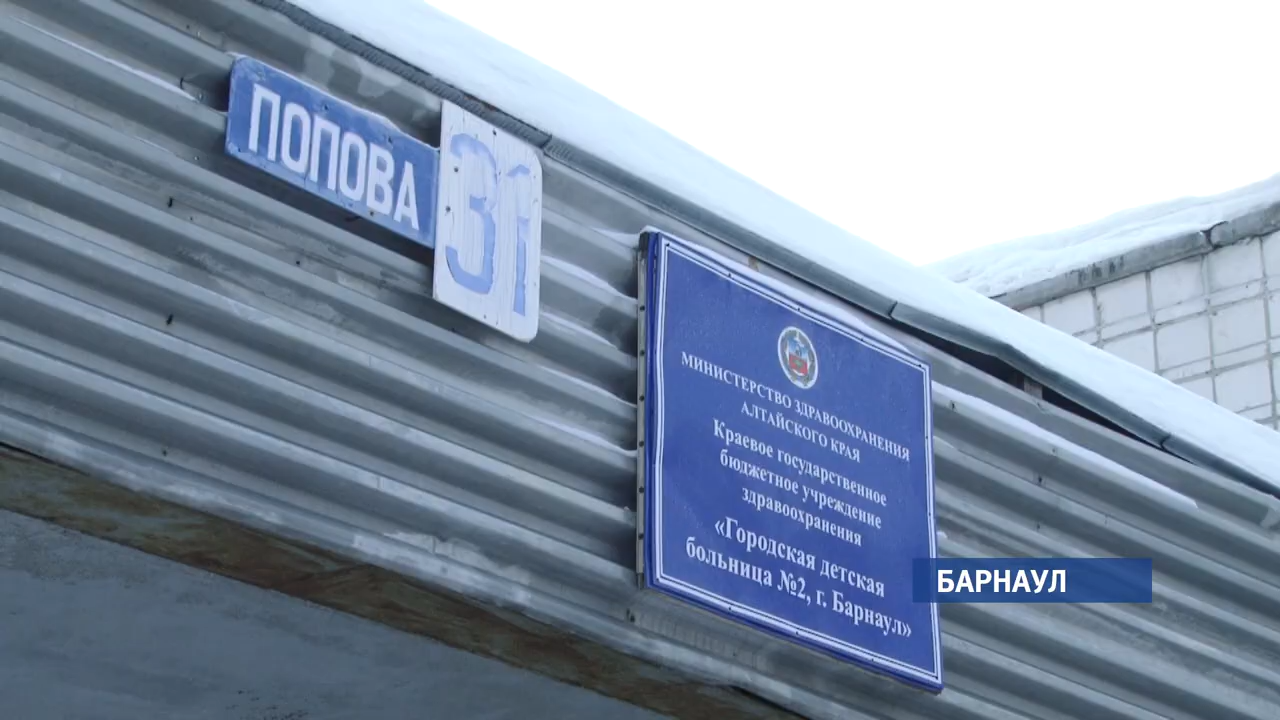 ПОПОВА
31
МИНИСТЕРСТВО ЗДРАВООХРАНЕНИЯ
АЛТАЙСКОГО КРАЯ
Краевое государственное
бюджетное учреждение
здравоохранения
«Городская детская
больница №2, г. Барнаул»
БАРНАУЛ